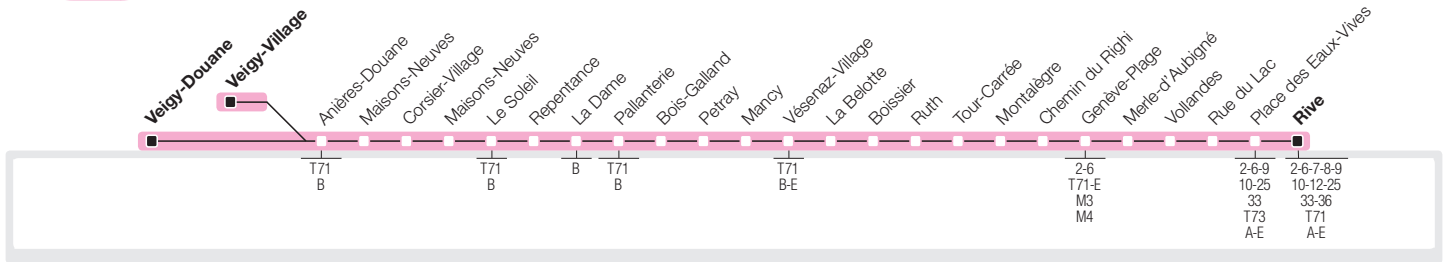 Veigy-Douane
Veigy-Village
Anières-Douane
Maisons-Neuves
Corsier-Village
Maisons-Neuves
Le Soleil
Repentance
La Dame
Pallanterie
Bois-Galland
Petray
Mancy
Vésenaz-Village
La Belotte
Boissier
Ruth
Tour-Carrée
Montalègre
Chemin du Righi
Genève-Plage
Merle-d'Aubigné
Vollandes
Rue du Lac
Place des Eaux-Vives
Rive
T71
B
T71
B
B
T71
B
T71
B-E
2-6
T71-E
M3
M4
2-6-9
10-25
33
T73
A-E
2-6-7-8-9
10-12-25
33-36
T71
A-E